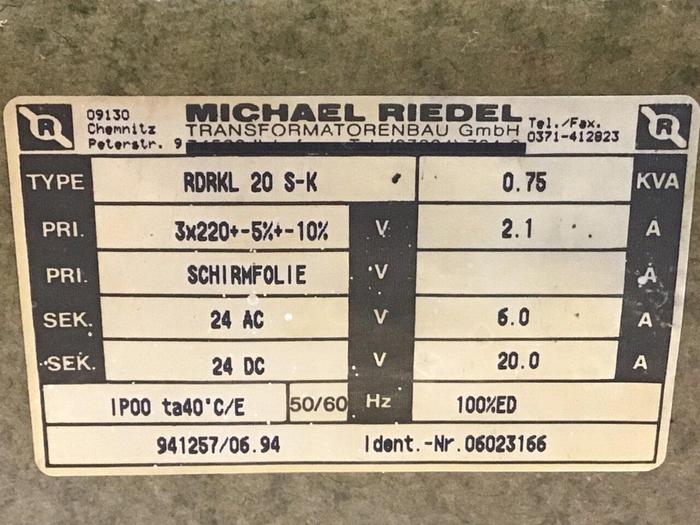 R
09130
Chemnitz
Peterstr. 9
MICHAEL RIEDEL
TRANSFORMATORENBAU GmbH
Tel./Fax.
0371-412823
R
TYPE RDRKL 20 S-K 0.75 KVA
PRI. 3x220+-5%+-10% V 2.1 A
PRI. SCHIRMFOLIE V A
SEK. 24 AC V 6.0 A
SEK. 24 DC V 20.0 A
IP00 ta40°C/E 50/60 Hz 100%ED
941257/06.94 Ident.-Nr.06023166